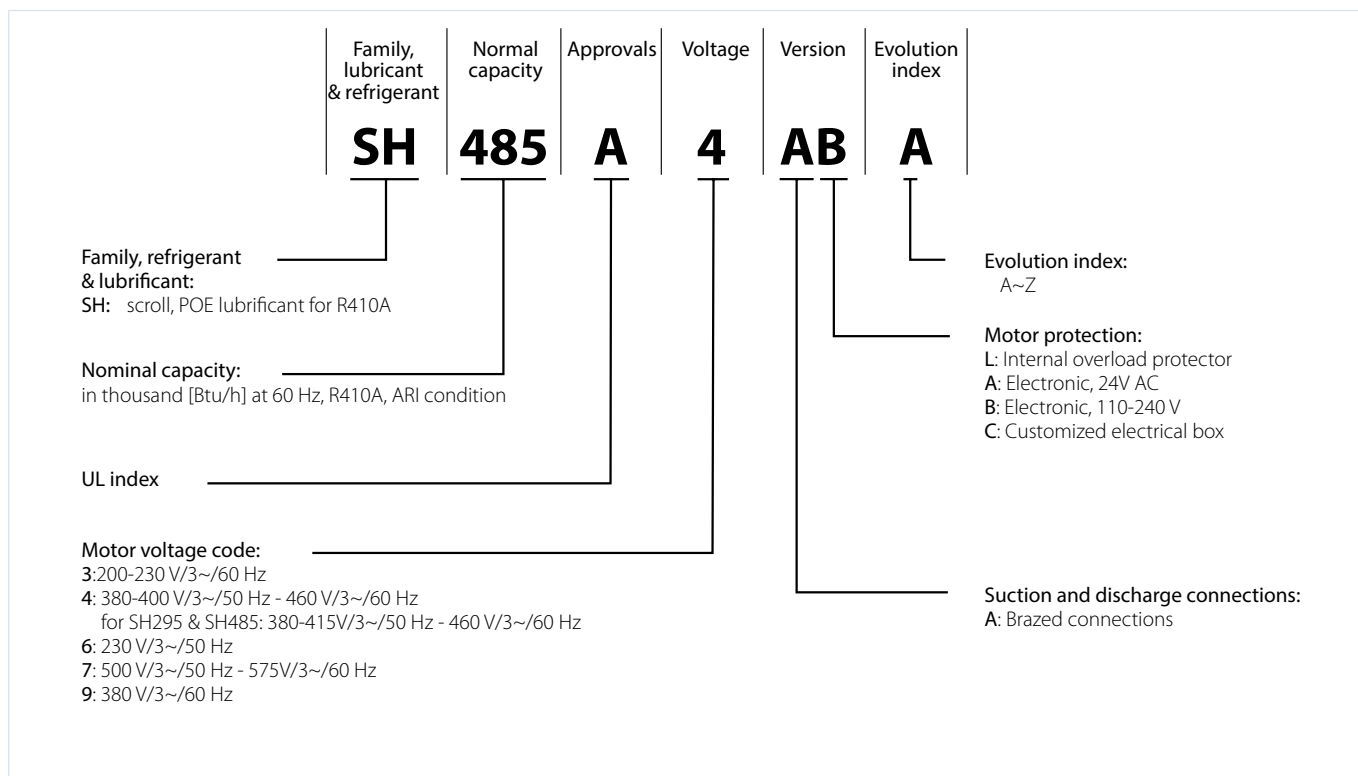 Family,
lubricant
& refrigerant
Normal
capacity
Approvals
Voltage
Version
Evolution
index
SH 485 A 4 AB A
Family, refrigerant
& lubrificant:
SH: scroll, POE lubrificant for R410A
Nominal capacity:
in thousand [Btu/h] at 60 Hz, R410A, ARI condition
UL index
Motor voltage code:
3:200-230 V/3~/60 Hz
4: 380-400 V/3~/50 Hz - 460 V/3~/60 Hz
for SH295 & SH485: 380-415V/3~/50 Hz - 460 V/3~/60 Hz
6: 230 V/3~/50 Hz
7: 500 V/3~/50 Hz - 575V/3~/60 Hz
9: 380 V/3~/60 Hz
Evolution index:
A~Z
Motor protection:
L: Internal overload protector
A: Electronic, 24V AC
B: Electronic, 110-240 V
C: Customized electrical box
Suction and discharge connections:
A: Brazed connections